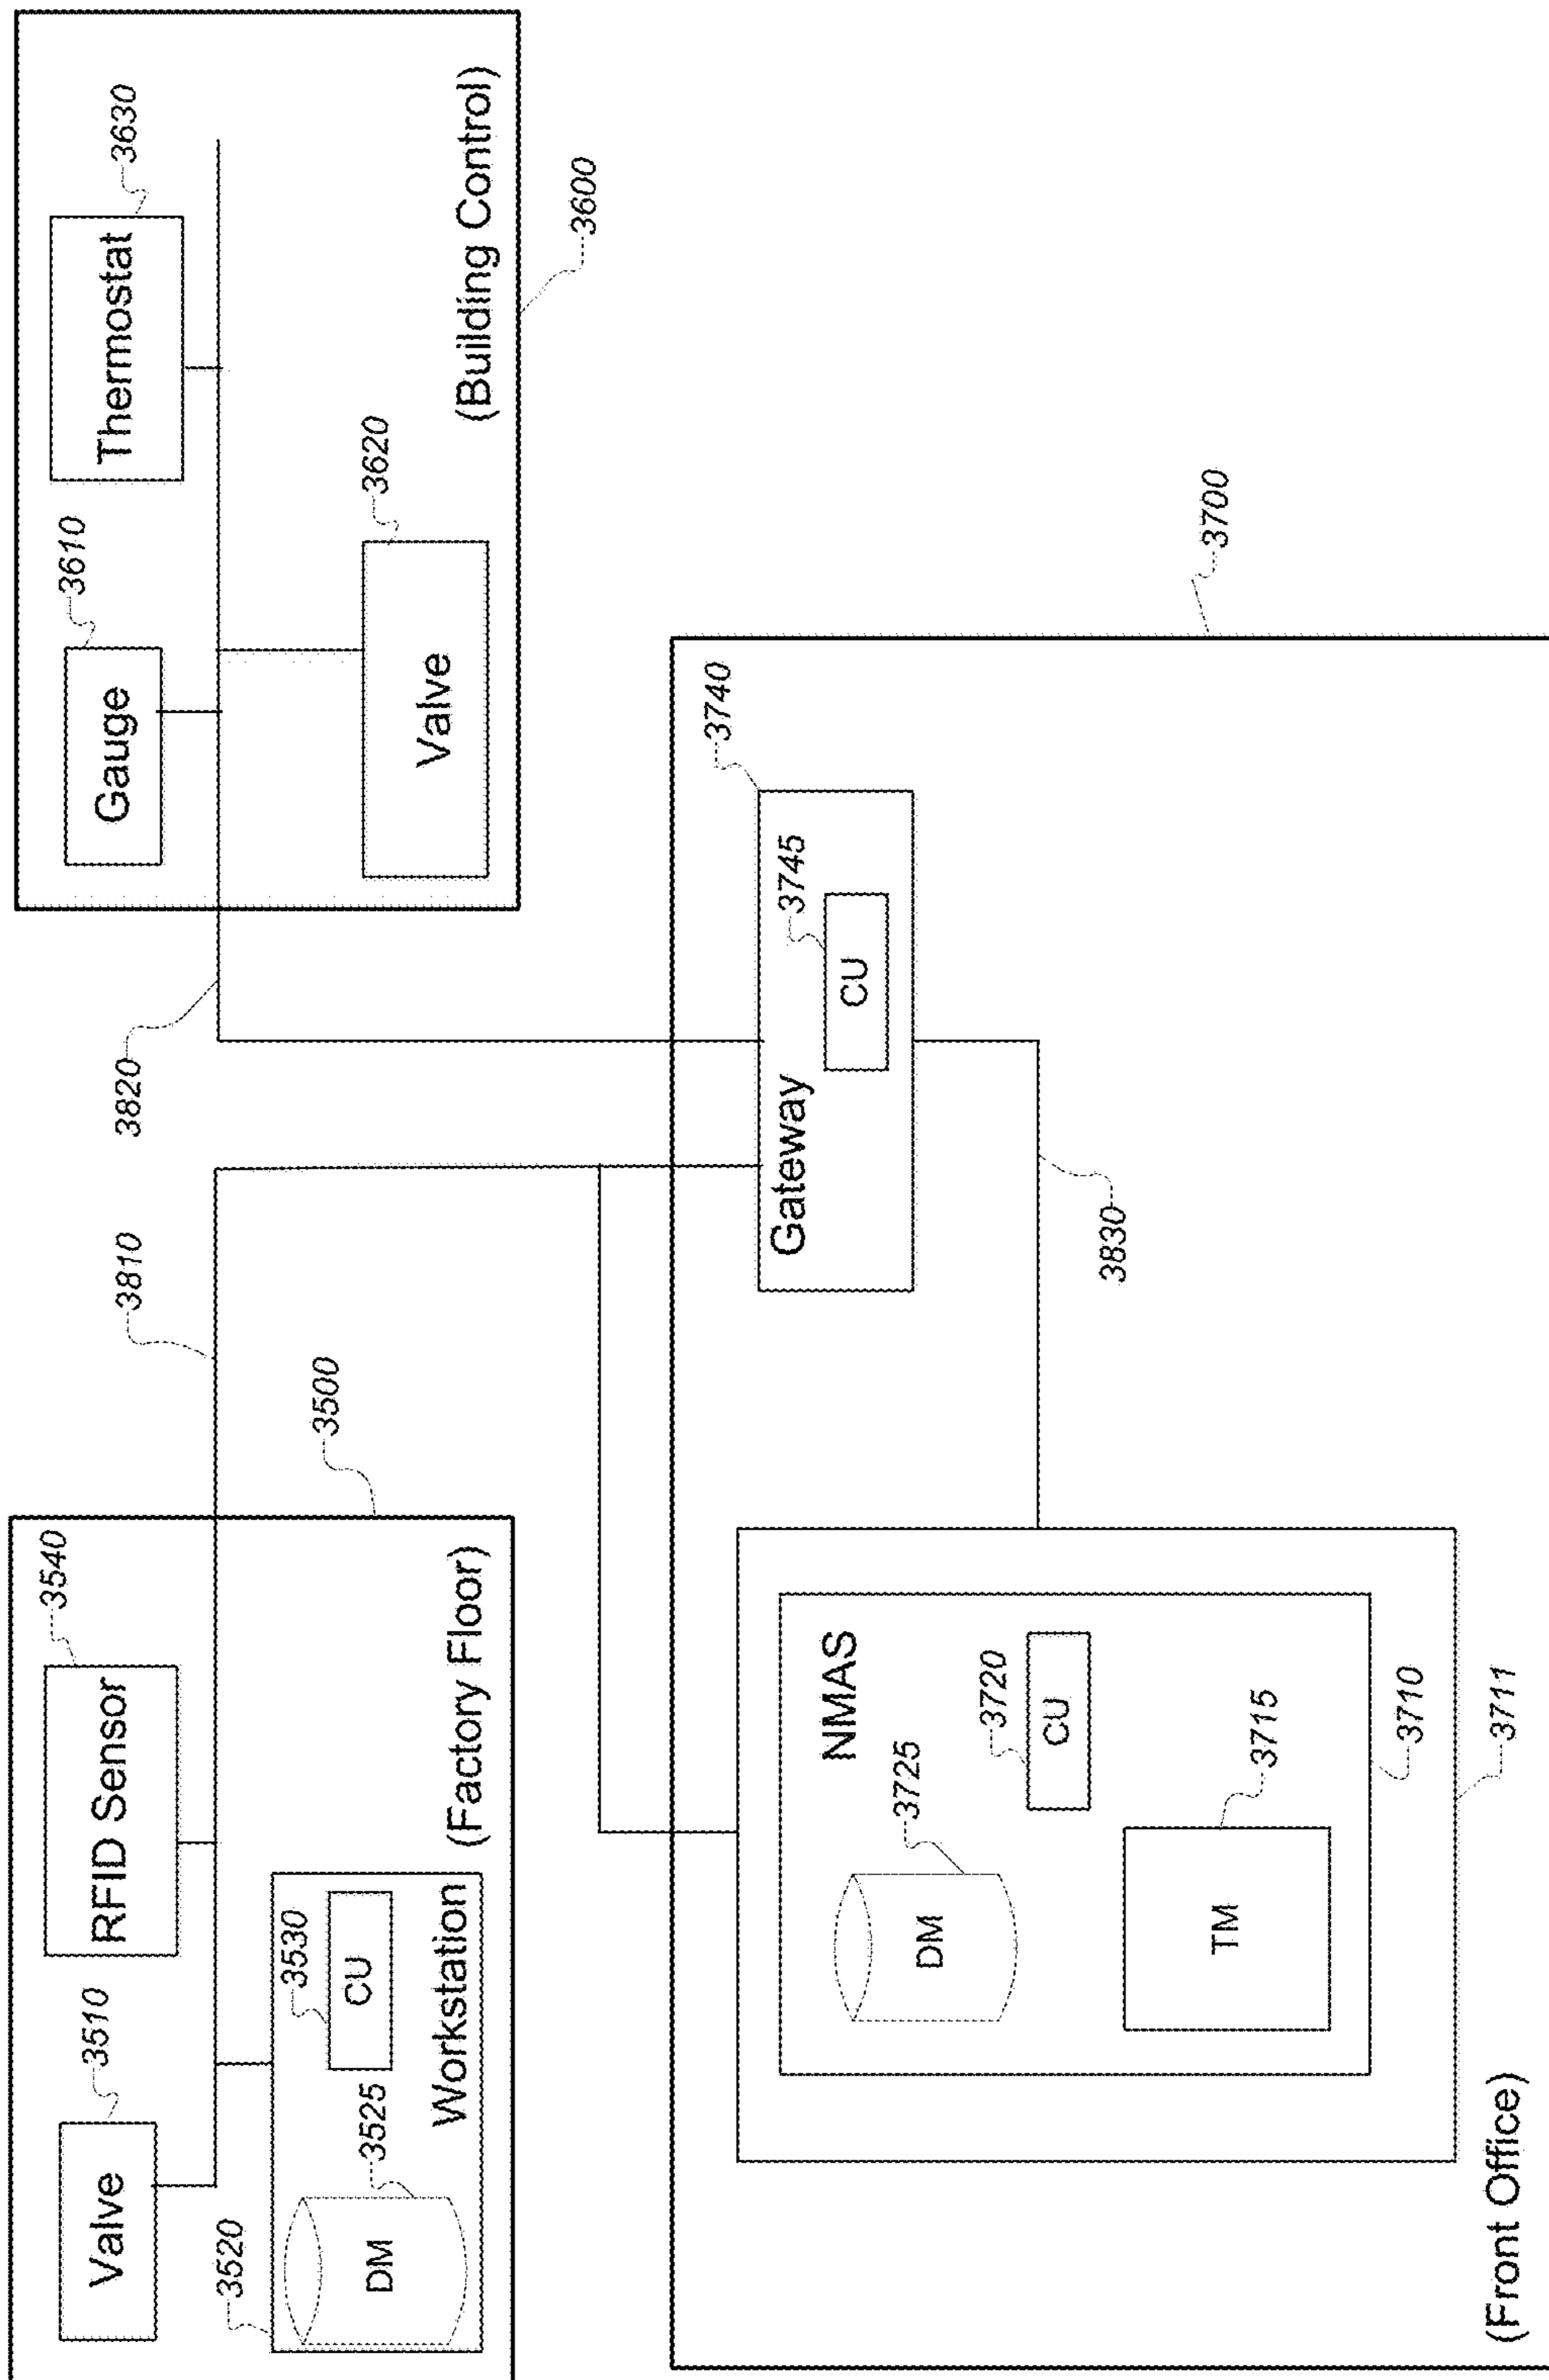 3510
Valve
3540
RFID Sensor
3520
3525
DM
3530
CU
Workstation
(Factory Floor)
3500
3810
3820
3610
Gauge
3630
Thermostat
3620
Valve
(Building Control)
3600
3740
Gateway
3745
CU
3830
3700
NMAS
3725
DM
3720
CU
TM
3715
3710
3711
(Front Office)